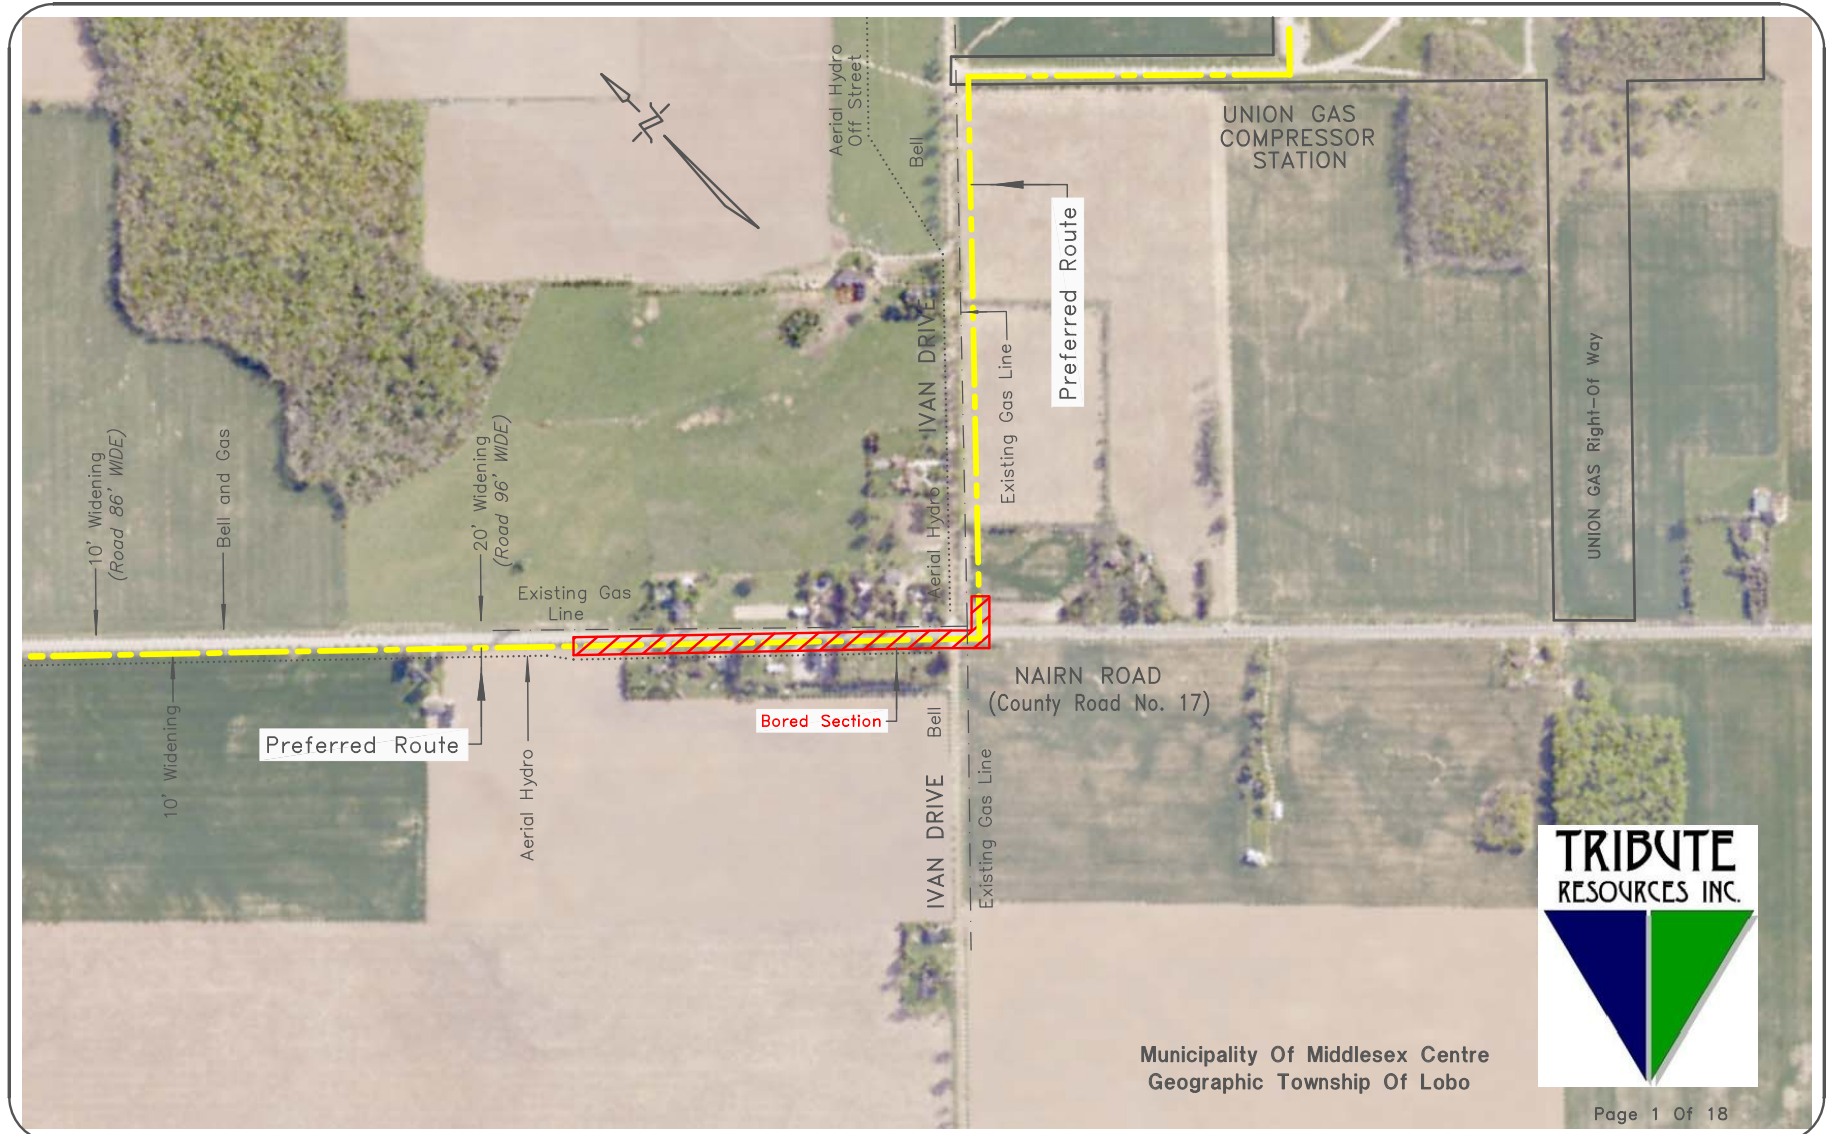 Aerial Hydro
Off Street
Bell
UNION GAS
COMPRESSOR
STATION
N
Preferred Route
IVAN DRIVE
Existing Gas Line
UNION GAS Right-Of Way
10' Widening
(Road 86' WIDE)
Bell and Gas
20' Widening
(Road 96' WIDE)
Aerial Hydro
Existing Gas
Line
NAIRN ROAD
(County Road No. 17)
Bored Section
Bell
Preferred Route
10' Widening
Aerial Hydro
IVAN DRIVE
Existing Gas Line
TRIBUTE
RESOURCES INC.
Municipality Of Middlesex Centre
Geographic Township Of Lobo
Page 1 Of 18